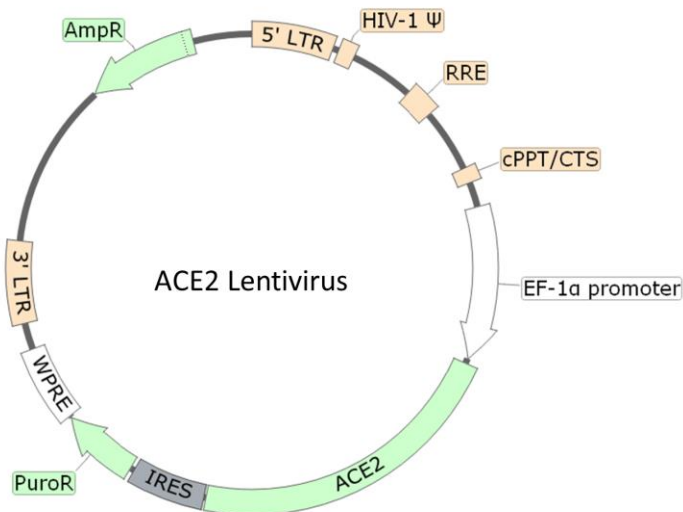 AmpR
5' LTR
HIV-1 Ψ
RRE
cPPT/CTS
EF-1α promoter
ACE2 Lentivirus
3' LTR
WPRE
PuroR
IRES
ACE2